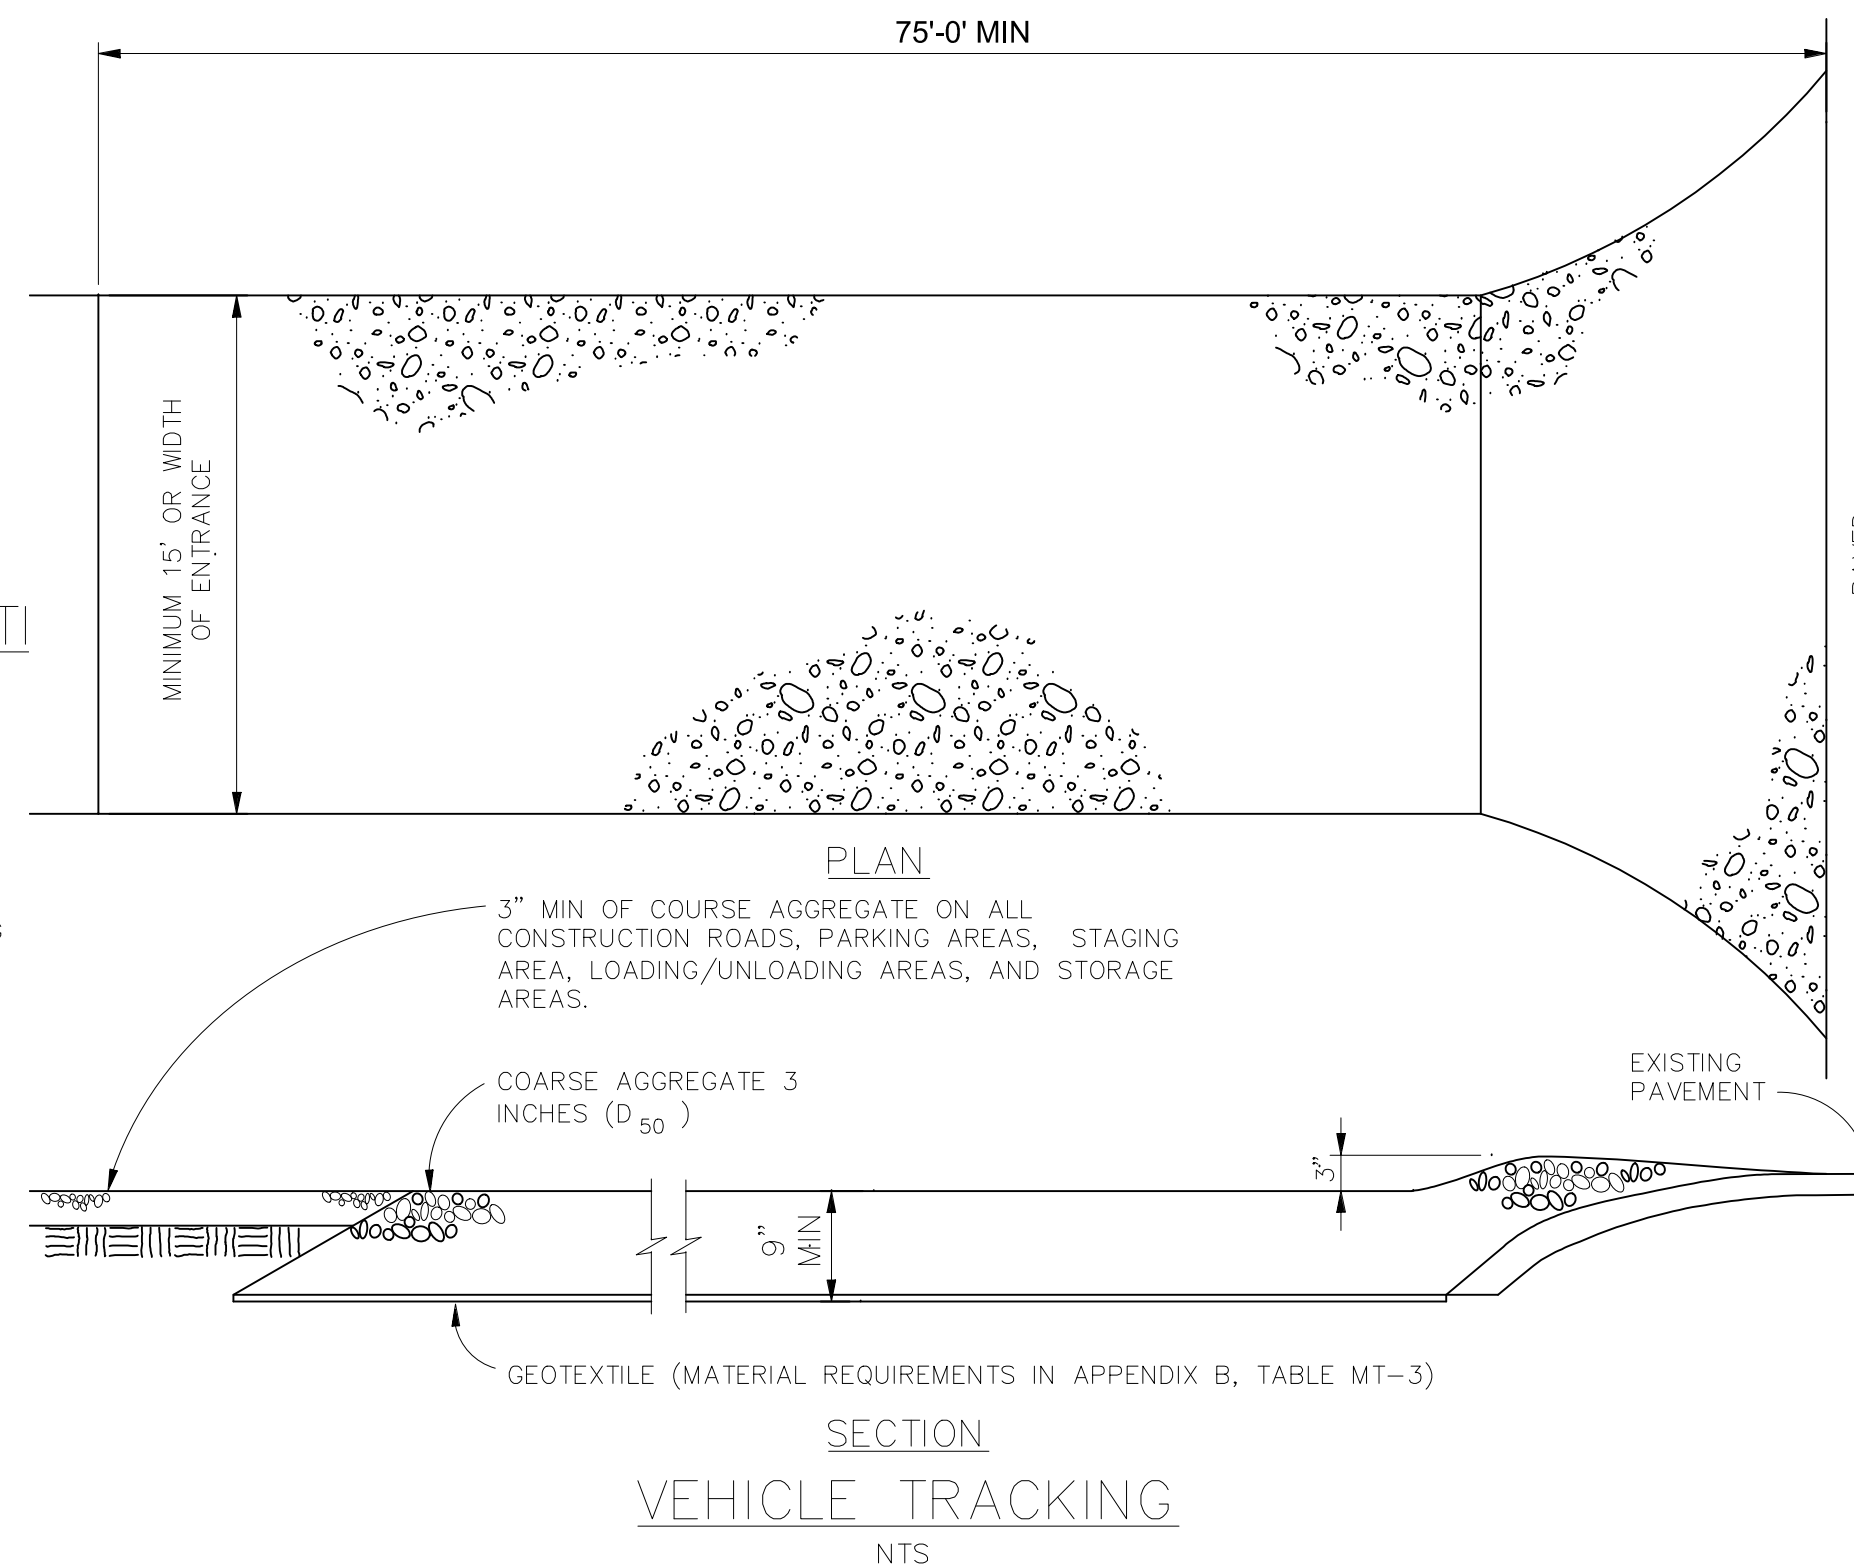 75'-0' MIN
MINIMUM 15' OR WIDTH
OF ENTRANCE
TI
PLAN
3" MIN OF COURSE AGGREGATE ON ALL
CONSTRUCTION ROADS, PARKING AREAS, STAGING
AREA, LOADING/UNLOADING AREAS, AND STORAGE
AREAS.
COARSE AGGREGATE 3
INCHES (D50)
EXISTING
PAVEMENT
3"
9"
MIN
GEOTEXTILE (MATERIAL REQUIREMENTS IN APPENDIX B, TABLE MT-3)
SECTION
VEHICLE TRACKING
NTS